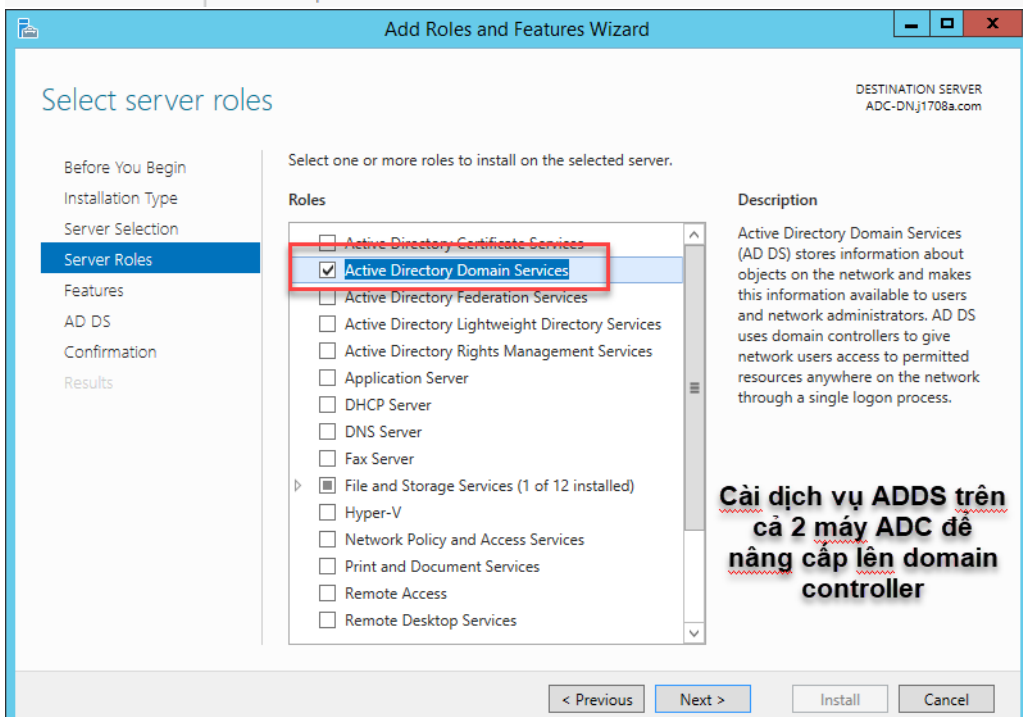 Add Roles and Features Wizard
Select server roles
DESTINATION SERVER
ADC-DN.j1708a.com
Before You Begin
Installation Type
Server Selection
Server Roles
Features
AD DS
Confirmation
Results
Select one or more roles to install on the selected server.
Roles
Active Directory Certificate Services
Active Directory Domain Services
Active Directory Federation Services
Active Directory Lightweight Directory Services
Active Directory Rights Management Services
Application Server
DHCP Server
DNS Server
Fax Server
File and Storage Services (1 of 12 installed)
Hyper-V
Network Policy and Access Services
Print and Document Services
Remote Access
Remote Desktop Services
Description
Active Directory Domain Services
(AD DS) stores information about
objects on the network and makes
this information available to users
and network administrators. AD DS
uses domain controllers to give
network users access to permitted
resources anywhere on the network
through a single logon process.
Cài dịch vụ ADDS trên
cả 2 máy ADC để
nâng cấp lên domain
controller
< Previous
Next >
Install
Cancel